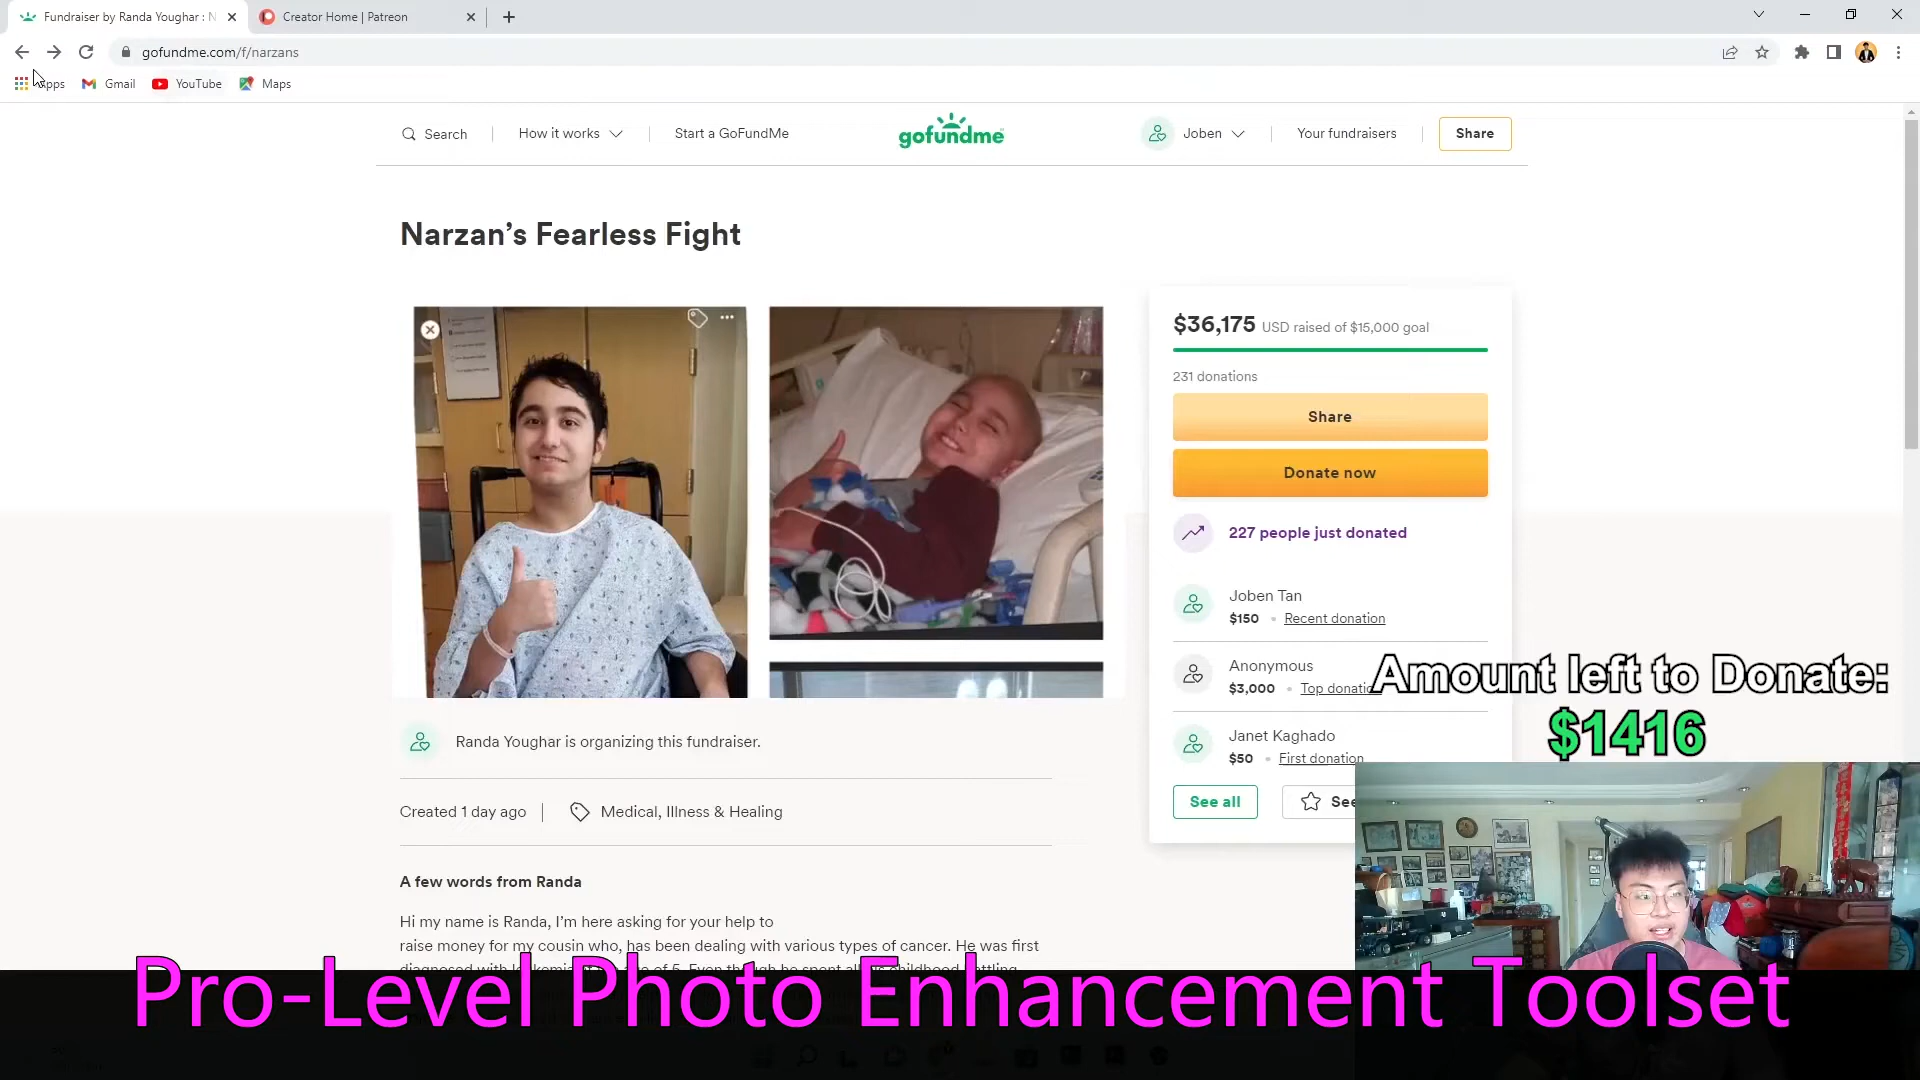 Fundraiser by Randa Youghar : N
Creator Home | Patreon
gofundme.com/f/narzans
Apps
Gmail
YouTube
Maps
Search
How it works
Start a GoFundMe
gofundme
Joben
Your fundraisers
Share
Narzan's Fearless Fight
$36,175 USD raised of $15,000 goal
231 donations
Share
Donate now
227 people just donated
Joben Tan
$150 • Recent donation
Anonymous
$3,000 • Top donatio
Janet Kaghado
$50 • First donation
See all
See
Amount left to Donate:
$1416
Randa Youghar is organizing this fundraiser.
Created 1 day ago
Medical, Illness & Healing
A few words from Randa
Hi my name is Randa, I'm here asking for your help to
raise money for my cousin who, has been dealing with various types of cancer. He was first
Pro-Level Photo Enhancement Toolset